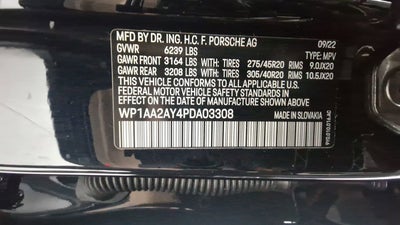 MFD BY DR. ING. H.C. F. PORSCHE AG 09/22
GVWR 6239 LBS TYPE: MPV
GAWR FRONT 3164 LBS WITH TIRES 275/45R20 RIMS 9.0JX20
GAWR REAR 3208 LBS WITH TIRES 305/40R20 RIMS 10.5JX20
THIS VEHICLE CONFORMS TO ALL APPLICABLE U.S.
FEDERAL MOTOR VEHICLE SAFETY STANDARDS IN
EFFECT ON THE DATE OF MANUFACTURE SHOWN ABOVE.
WP1AA2AY4PDA03308 MADE IN SLOVAKIA